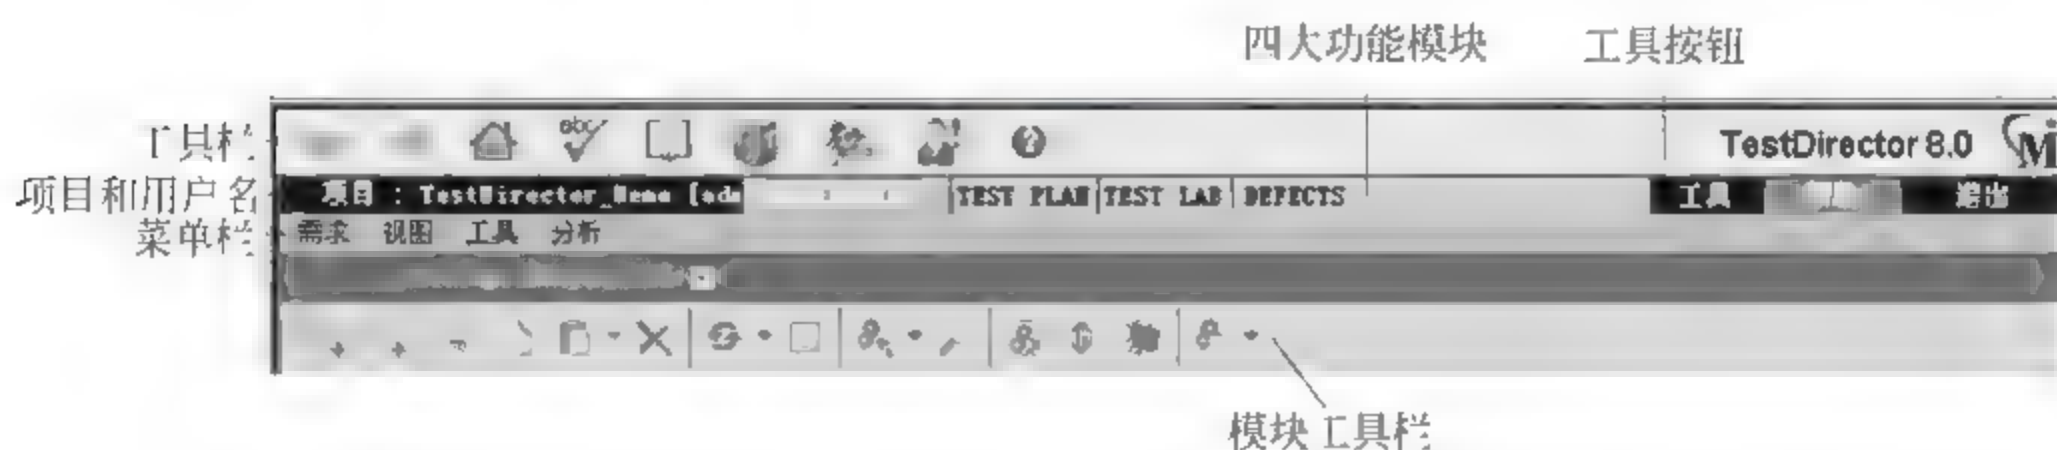 四大功能模块 工具按钮
工具栏
TestDirector 8.0
项目和用户名
项目：TestDirector_Demo [adm
TEST PLAN
TEST LAB
DEFECTS
工具
退出
菜单栏
需求 视图 工具 分析
模块工具栏